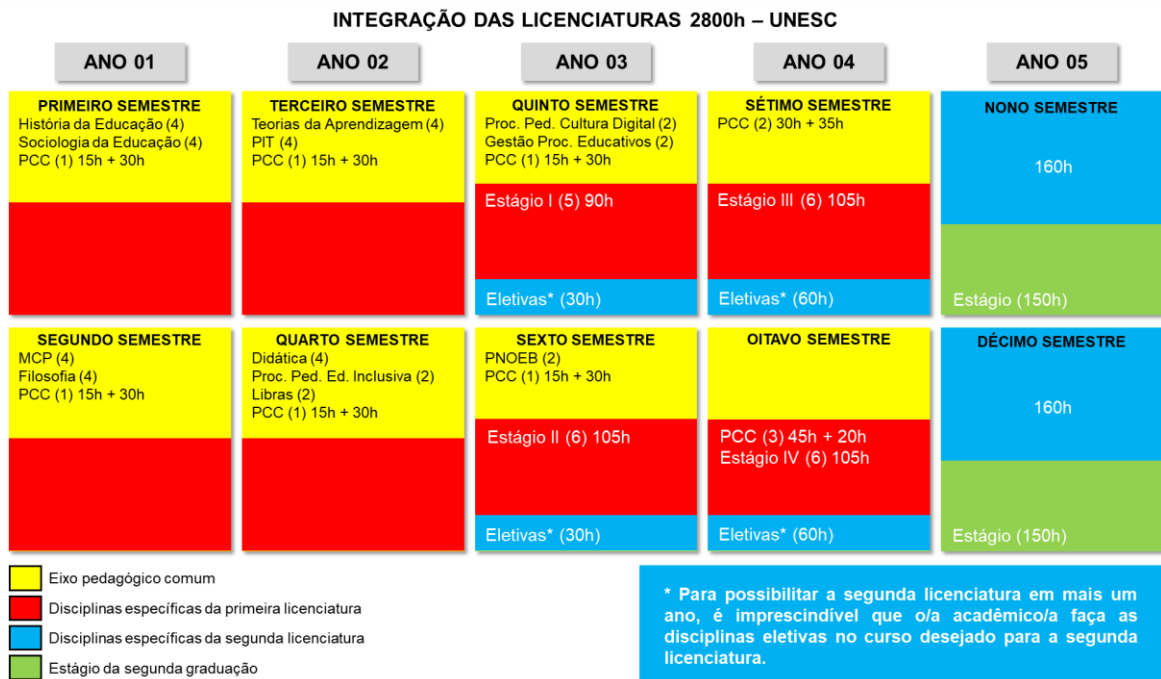 INTEGRAÇÃO DAS LICENCIATURAS 2800h – UNESC
ANO 01
ANO 02
ANO 03
ANO 04
ANO 05
PRIMEIRO SEMESTRE
História da Educação (4)
Sociologia da Educação (4)
PCC (1) 15h + 30h
TERCEIRO SEMESTRE
Teorias da Aprendizagem (4)
PIT (4)
PCC (1) 15h + 30h
QUINTO SEMESTRE
Proc. Ped. Cultura Digital (2)
Gestão Proc. Educativos (2)
PCC (1) 15h + 30h
Estágio I (5) 90h
Eletivas* (30h)
SÉTIMO SEMESTRE
PCC (2) 30h + 35h
Estágio III (6) 105h
Eletivas* (60h)
NONO SEMESTRE
160h
Estágio (150h)
SEGUNDO SEMESTRE
MCP (4)
Filosofia (4)
PCC (1) 15h + 30h
QUARTO SEMESTRE
Didática (4)
Proc. Ped. Ed. Inclusiva (2)
Libras (2)
PCC (1) 15h + 30h
SEXTO SEMESTRE
PNOEB (2)
PCC (1) 15h + 30h
Estágio II (6) 105h
Eletivas* (30h)
OITAVO SEMESTRE
PCC (3) 45h + 20h
Estágio IV (6) 105h
Eletivas* (60h)
DÉCIMO SEMESTRE
160h
Estágio (150h)
Eixo pedagógico comum
Disciplinas específicas da primeira licenciatura
Disciplinas específicas da segunda licenciatura
Estágio da segunda graduação
* Para possibilitar a segunda licenciatura em mais um
ano, é imprescindível que o/a acadêmico/a faça as
disciplinas eletivas no curso desejado para a segunda
licenciatura.